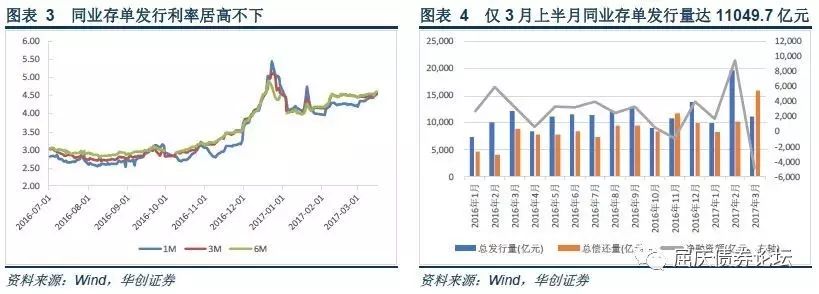 图表 3 同业存单发行利率居高不下
6.00
5.50
5.00
4.50
4.00
3.50
3.00
2.50
2.00
2016-07-01
2016-08-01
2016-09-01
2016-10-01
2016-11-01
2016-12-01
2017-01-01
2017-02-01
2017-03-01
1M 3M 6M
资料来源：Wind，华创证券
图表 4 仅 3 月上半月同业存单发行量达 11049.7 亿元
25,000
20,000
15,000
10,000
5,000
0
12,000
10,000
8,000
6,000
4,000
2,000
0
-2,000
-4,000
-6,000
2016年1月
2016年2月
2016年3月
2016年4月
2016年5月
2016年6月
2016年7月
2016年8月
2016年9月
2016年10月
2016年11月
2016年12月
2017年1月
2017年2月
2017年3月
总发行量(亿元) 总偿还量(亿元) 净融资额(亿元，右轴)
屈庆债券论坛
资料来源：Wind，华创证券